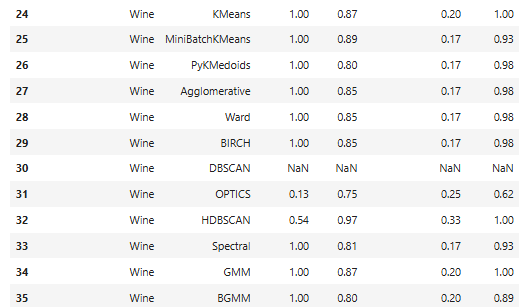 24 Wine KMeans 1.00 0.87 0.20 1.00
25 Wine MiniBatchKMeans 1.00 0.89 0.17 0.93
26 Wine PyKMedoids 1.00 0.80 0.17 0.98
27 Wine Agglomerative 1.00 0.85 0.17 0.98
28 Wine Ward 1.00 0.85 0.17 0.98
29 Wine BIRCH 1.00 0.85 0.17 0.98
30 Wine DBSCAN NaN NaN NaN NaN
31 Wine OPTICS 0.13 0.75 0.25 0.62
32 Wine HDBSCAN 0.54 0.97 0.33 1.00
33 Wine Spectral 1.00 0.81 0.17 0.93
34 Wine GMM 1.00 0.87 0.20 1.00
35 Wine BGMM 1.00 0.80 0.20 0.89